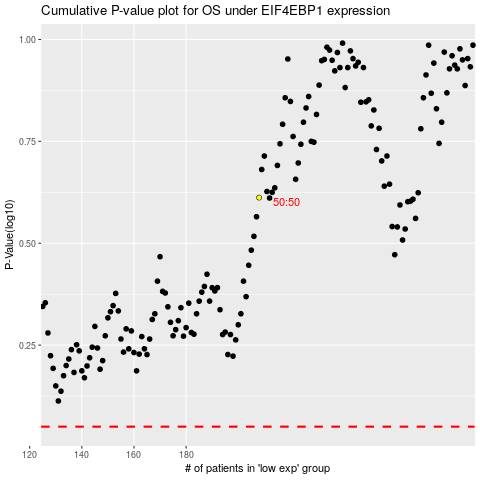 Cumulative P-value plot for OS under EIF4EBP1 expression
P-Value(log10)
1.00
0.75
0.50
0.25
50:50
120 140 160 180
# of patients in 'low exp' group